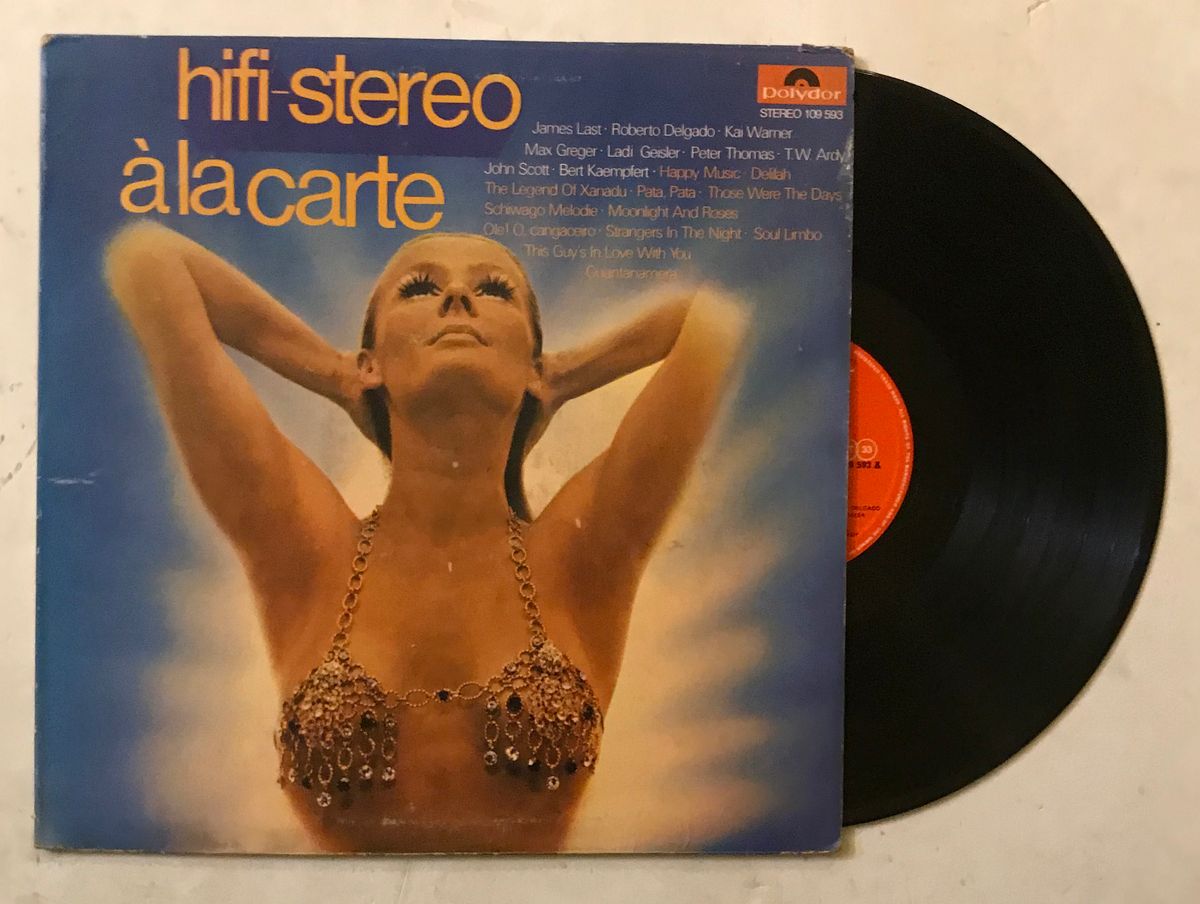 hifi-stereo
à la carte
polydor
STEREO 109 593
James Last · Roberto Delgado · Kai Warner
Max Greger · Ladi Geisler · Peter Thomas · T.W. Ardy
John Scott · Bert Kaempfert · Happy Music · Delilah
The Legend Of Xanadu · Pata, Pata · Those Were The Days
Schiwago Melodie · Moonlight And Roses
Ole! O, cangaceiro · Strangers In The Night · Soul Limbo
This Guy's In Love With You
Guantanamera
33
593 A
DELGADO